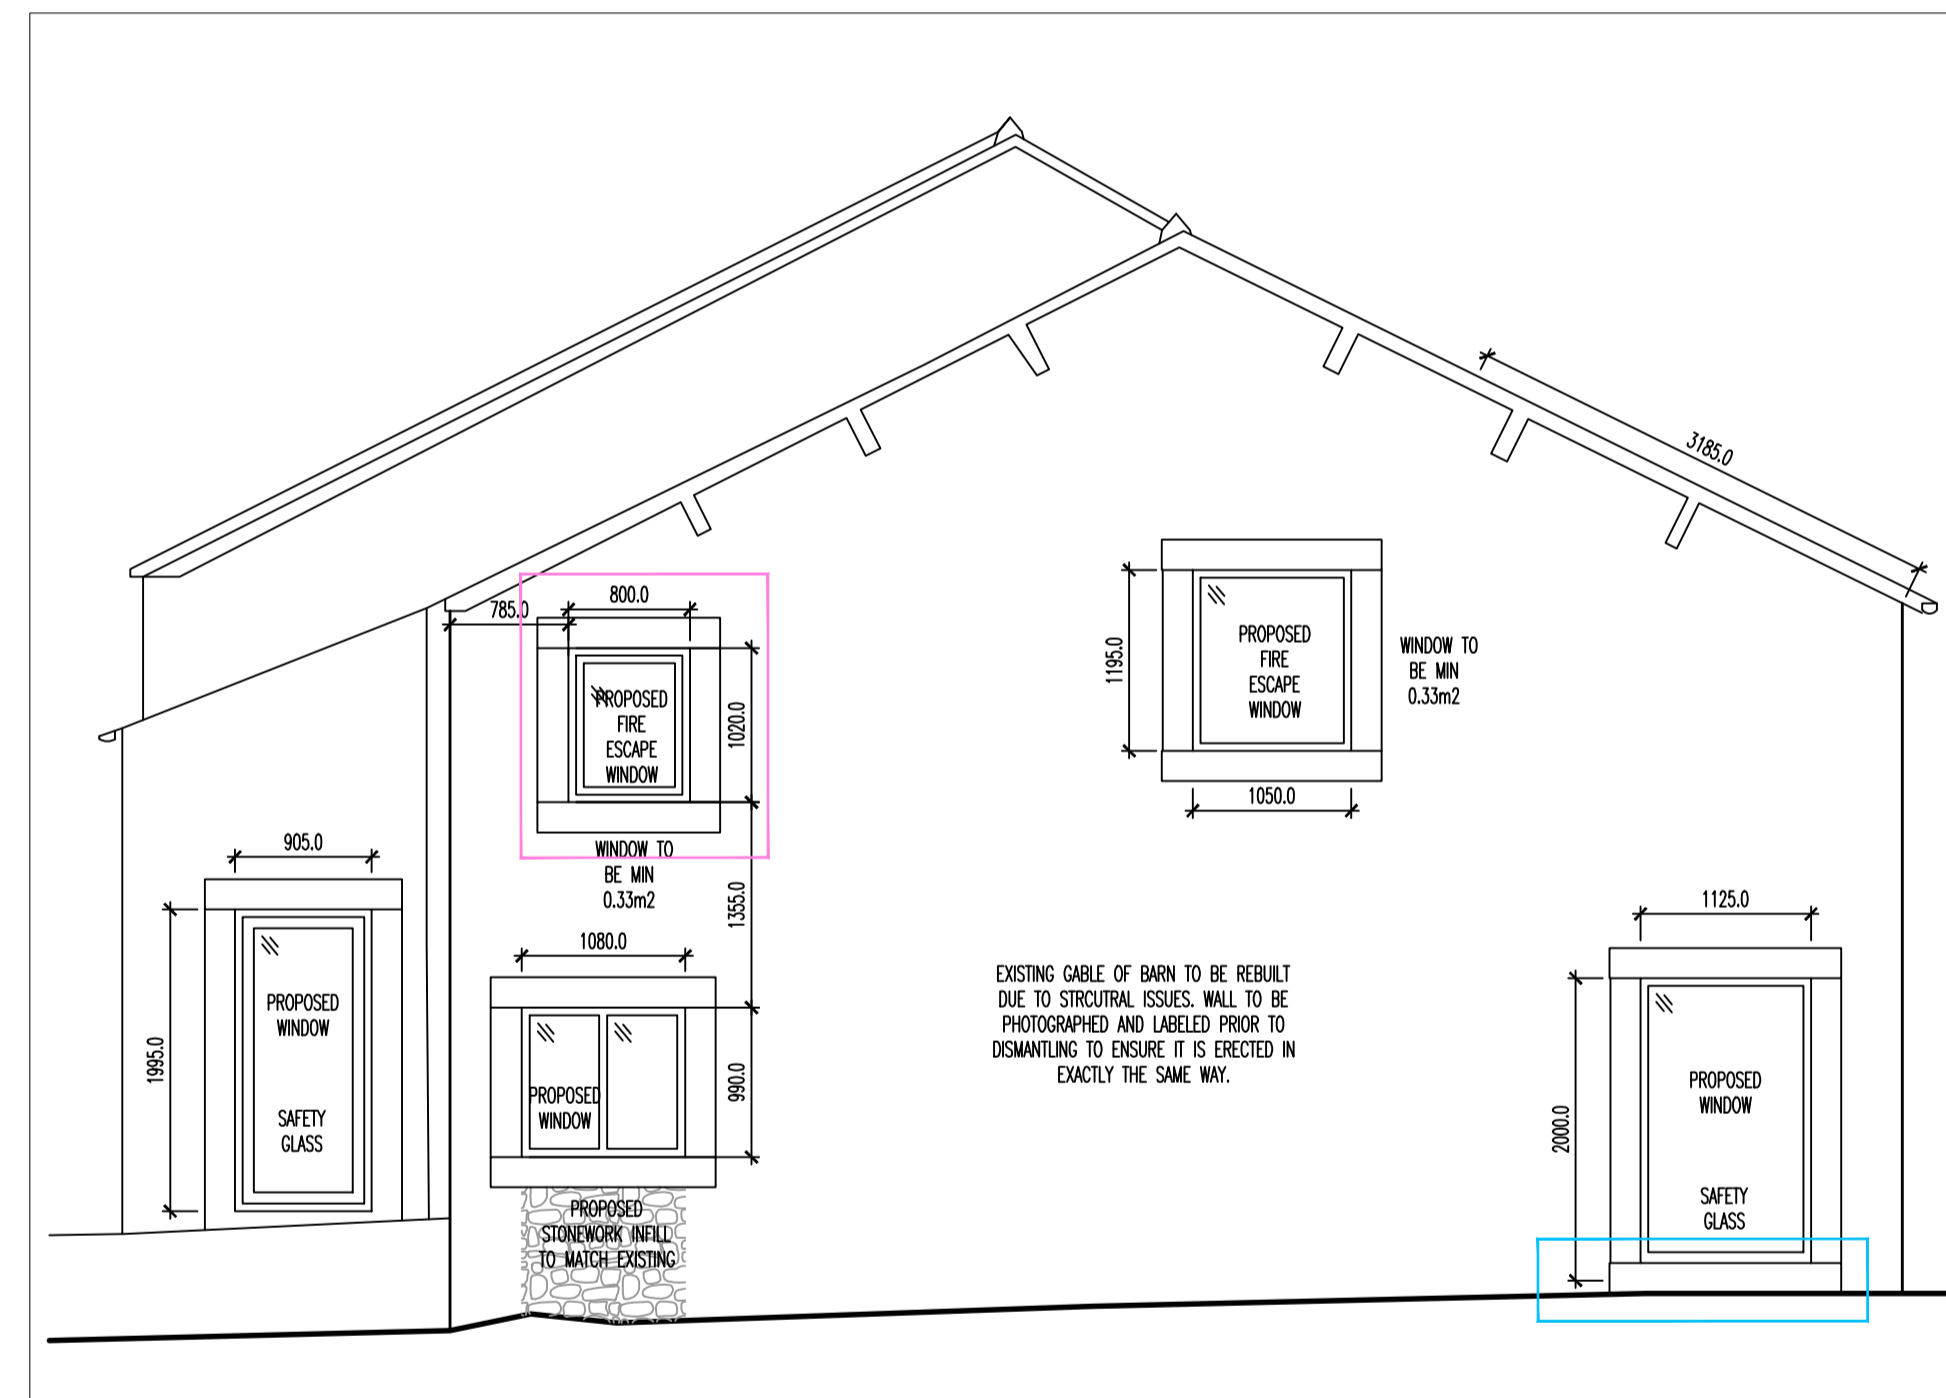 3185.0
785.0
800.0
PROPOSED
FIRE
ESCAPE
WINDOW
1020.0
WINDOW TO
BE MIN
0.33m2
1355.0
1195.0
PROPOSED
FIRE
ESCAPE
WINDOW
1050.0
WINDOW TO
BE MIN
0.33m2
905.0
1995.0
PROPOSED
WINDOW
SAFETY
GLASS
1080.0
PROPOSED
WINDOW
990.0
PROPOSED
STONEWORK INFILL
TO MATCH EXISTING
EXISTING GABLE OF BARN TO BE REBUILT
DUE TO STRCUTRAL ISSUES. WALL TO BE
PHOTOGRAPHED AND LABELED PRIOR TO
DISMANTLING TO ENSURE IT IS ERECTED IN
EXACTLY THE SAME WAY.
1125.0
2000.0
PROPOSED
WINDOW
SAFETY
GLASS